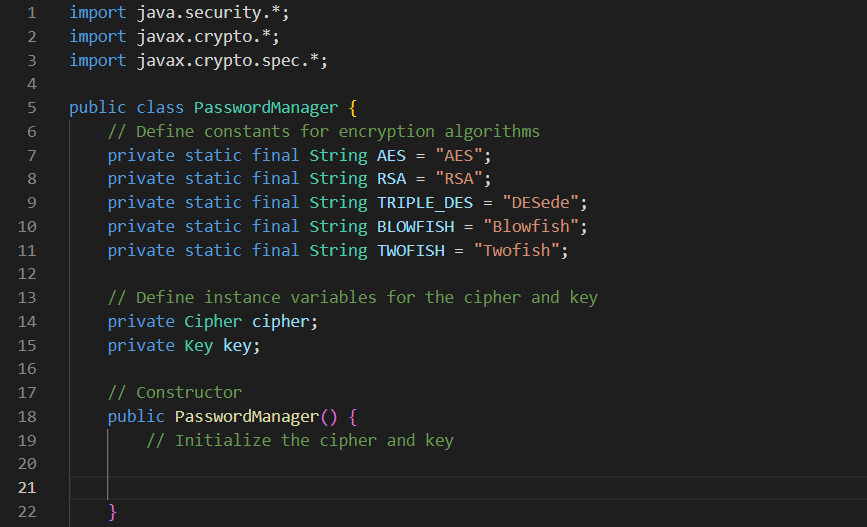 1 import java.security.*;
2 import javax.crypto.*;
3 import javax.crypto.spec.*;
4
5 public class PasswordManager {
6     // Define constants for encryption algorithms
7     private static final String AES = "AES";
8     private static final String RSA = "RSA";
9     private static final String TRIPLE_DES = "DESede";
10     private static final String BLOWFISH = "Blowfish";
11     private static final String TWOFISH = "Twofish";
12
13     // Define instance variables for the cipher and key
14     private Cipher cipher;
15     private Key key;
16
17     // Constructor
18     public PasswordManager() {
19         // Initialize the cipher and key
20
21
22     }